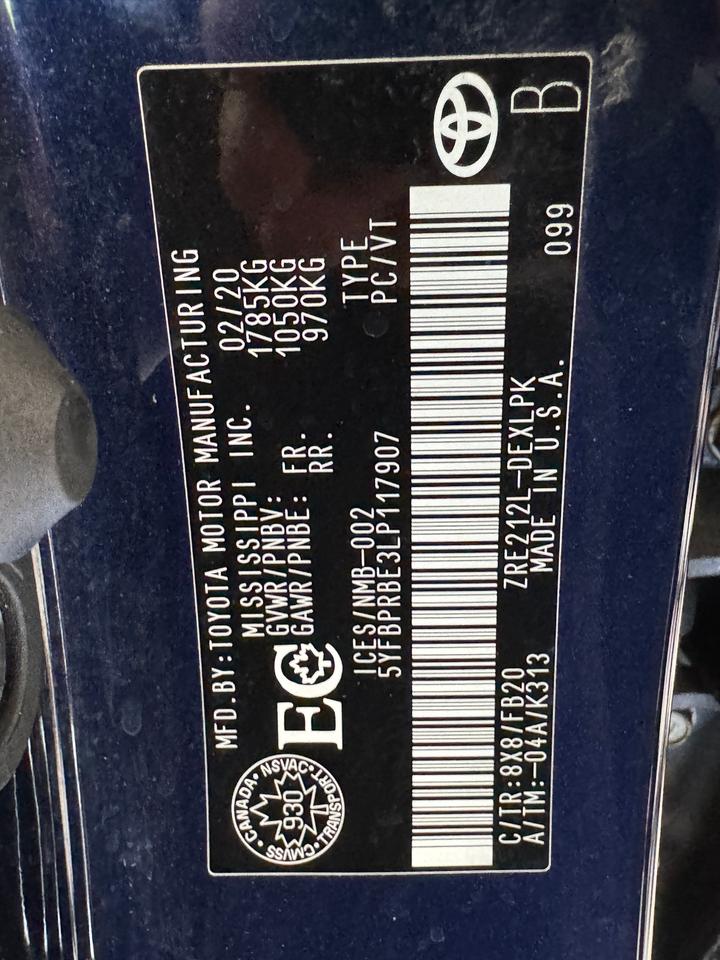 MFD.BY:TOYOTA MOTOR MANUFACTURING
MISSISSIPPI INC. 02/20
GVWR/PNBV: 1785KG
GAWR/PNBE: FR. 1050KG
RR. 970KG
CANADA • NSVAC • TRANSPORT • CMVSS •
930
EC
ICES/NMB-002 TYPE
5YFBPRBE3LP117907 PC/VT
C/TR:8X8/FB20 ZRE212L-DEXLPK 099 B
A/TM:-04A/K313 MADE IN U.S.A.